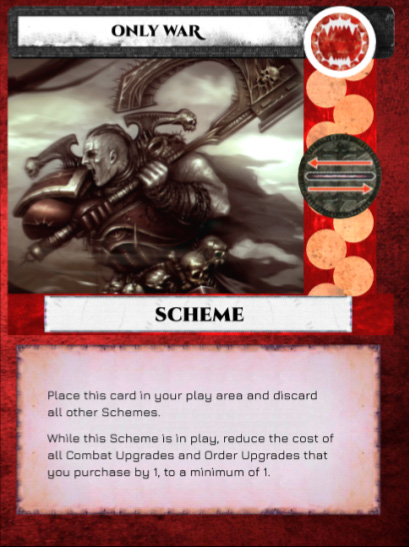 ONLY WAR
SCHEME
Place this card in your play area and discard
all other Schemes.
While this Scheme is in play, reduce the cost of
all Combat Upgrades and Order Upgrades that
you purchase by 1, to a minimum of 1.